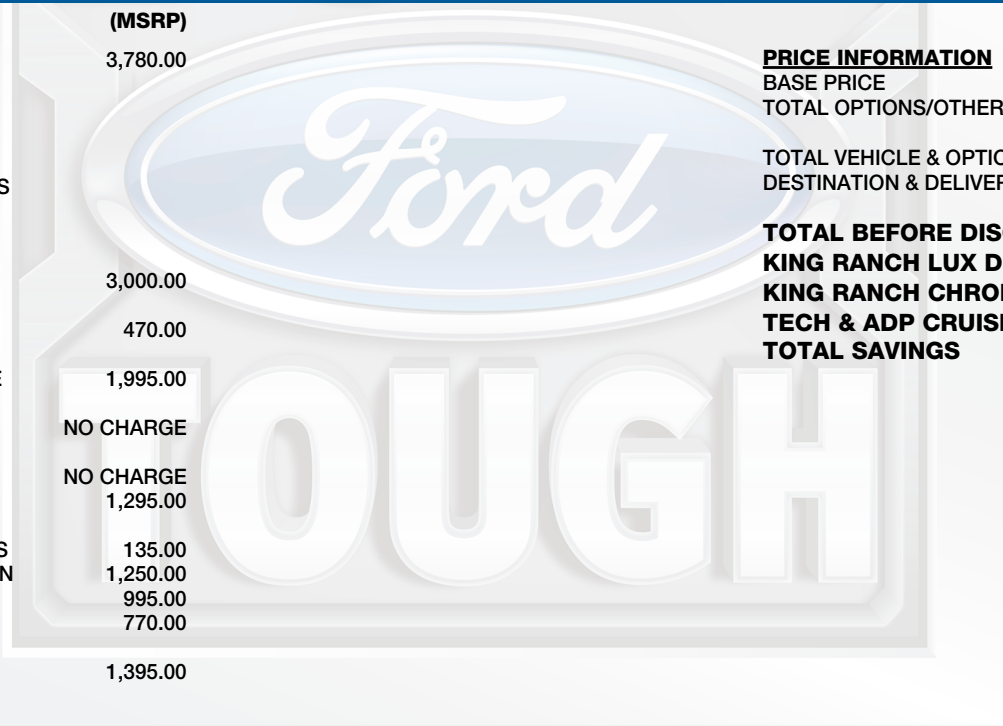 (MSRP)
3,780.00
S
3,000.00
470.00
E 1,995.00
NO CHARGE
NO CHARGE
1,295.00
S 135.00
N 1,250.00
995.00
770.00
1,395.00
PRICE INFORMATION
BASE PRICE
TOTAL OPTIONS/OTHER
TOTAL VEHICLE & OPTIO
DESTINATION & DELIVER
TOTAL BEFORE DIS
KING RANCH LUX D
KING RANCH CHRO
TECH & ADP CRUIS
TOTAL SAVINGS
Ford
TOUGH